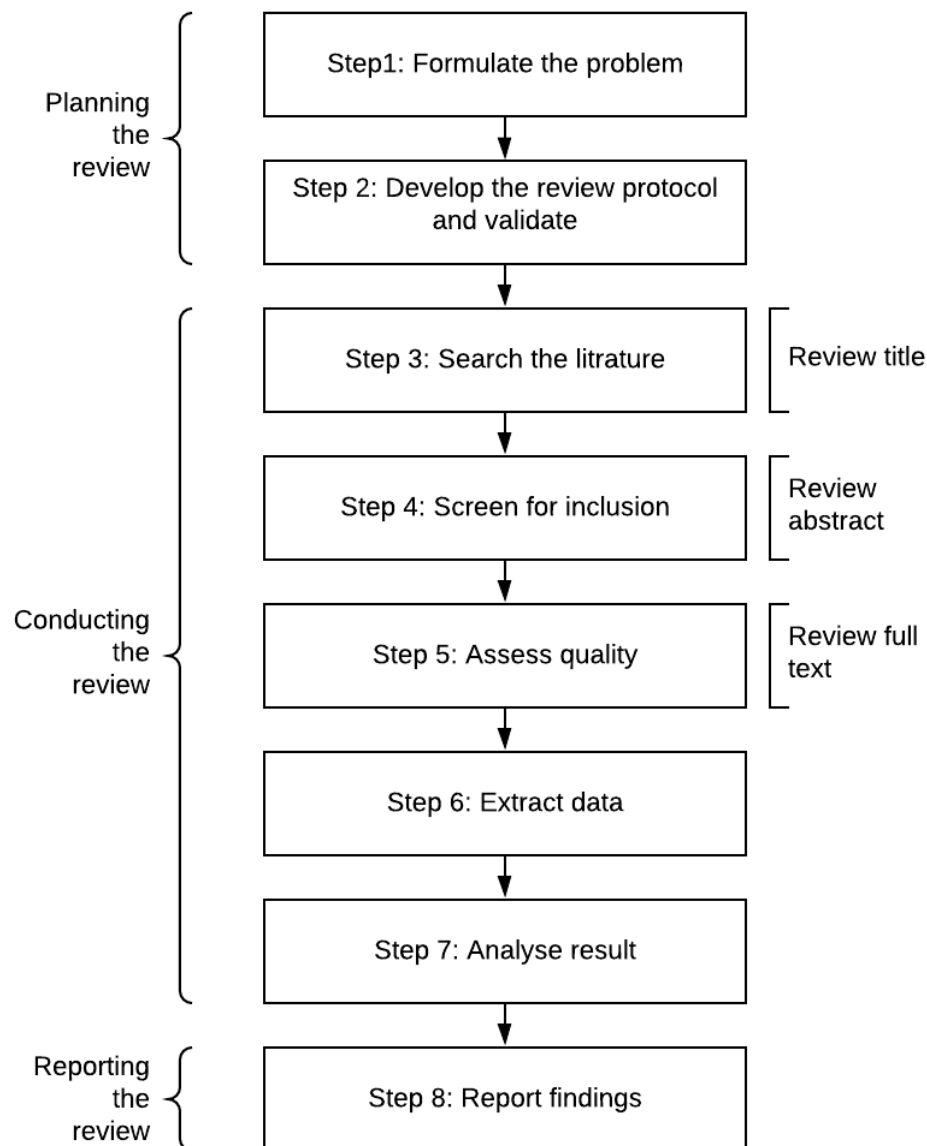 Planning
the
review
Step1: Formulate the problem
Step 2: Develop the review protocol
and validate
Conducting
the
review
Step 3: Search the litrature
Review title
Step 4: Screen for inclusion
Review
abstract
Step 5: Assess quality
Review full
text
Step 6: Extract data
Step 7: Analyse result
Reporting
the
review
Step 8: Report findings